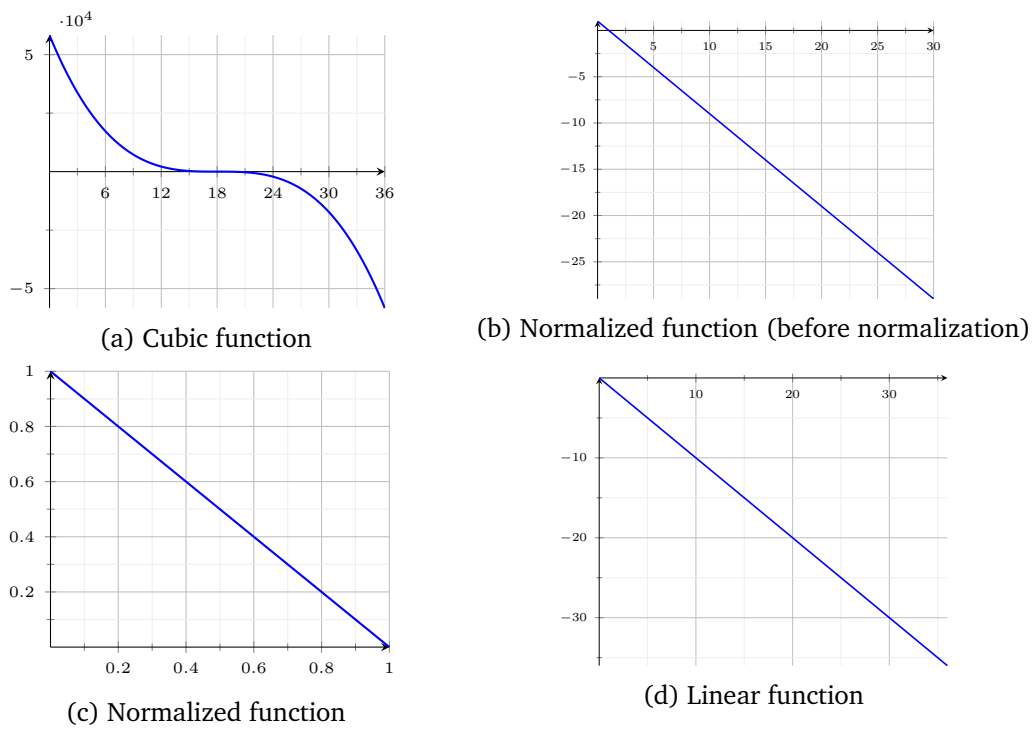 ·10⁴
5
6 12 18 24 30 36
−5
(a) Cubic function
5 10 15 20 25 30
−5
−10
−15
−20
−25
(b) Normalized function (before normalization)
1
0.8
0.6
0.4
0.2
0.2 0.4 0.6 0.8 1
(c) Normalized function
10 20 30
−10
−20
−30
(d) Linear function